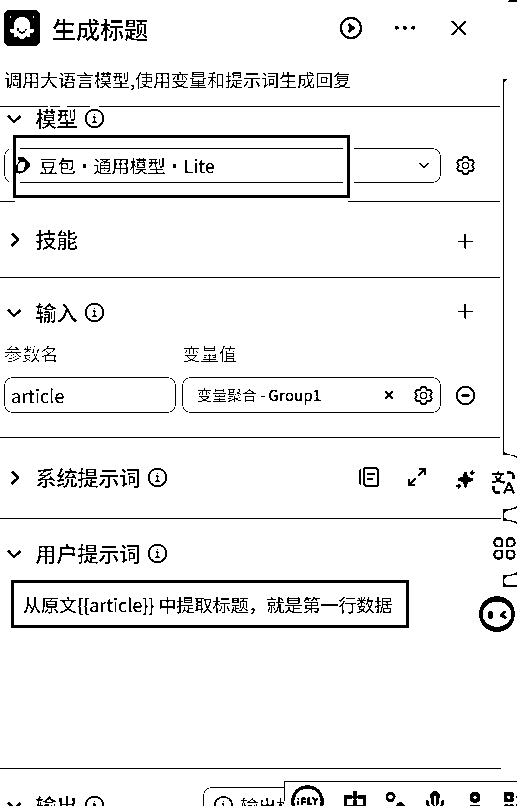 生成标题
调用大语言模型,使用变量和提示词生成回复
模型
豆包·通用模型·Lite
技能
输入
参数名 变量值
article 变量聚合 - Group1
系统提示词
用户提示词
从原文{{article}} 中提取标题，就是第一行数据
输出 输出
iFLY 中